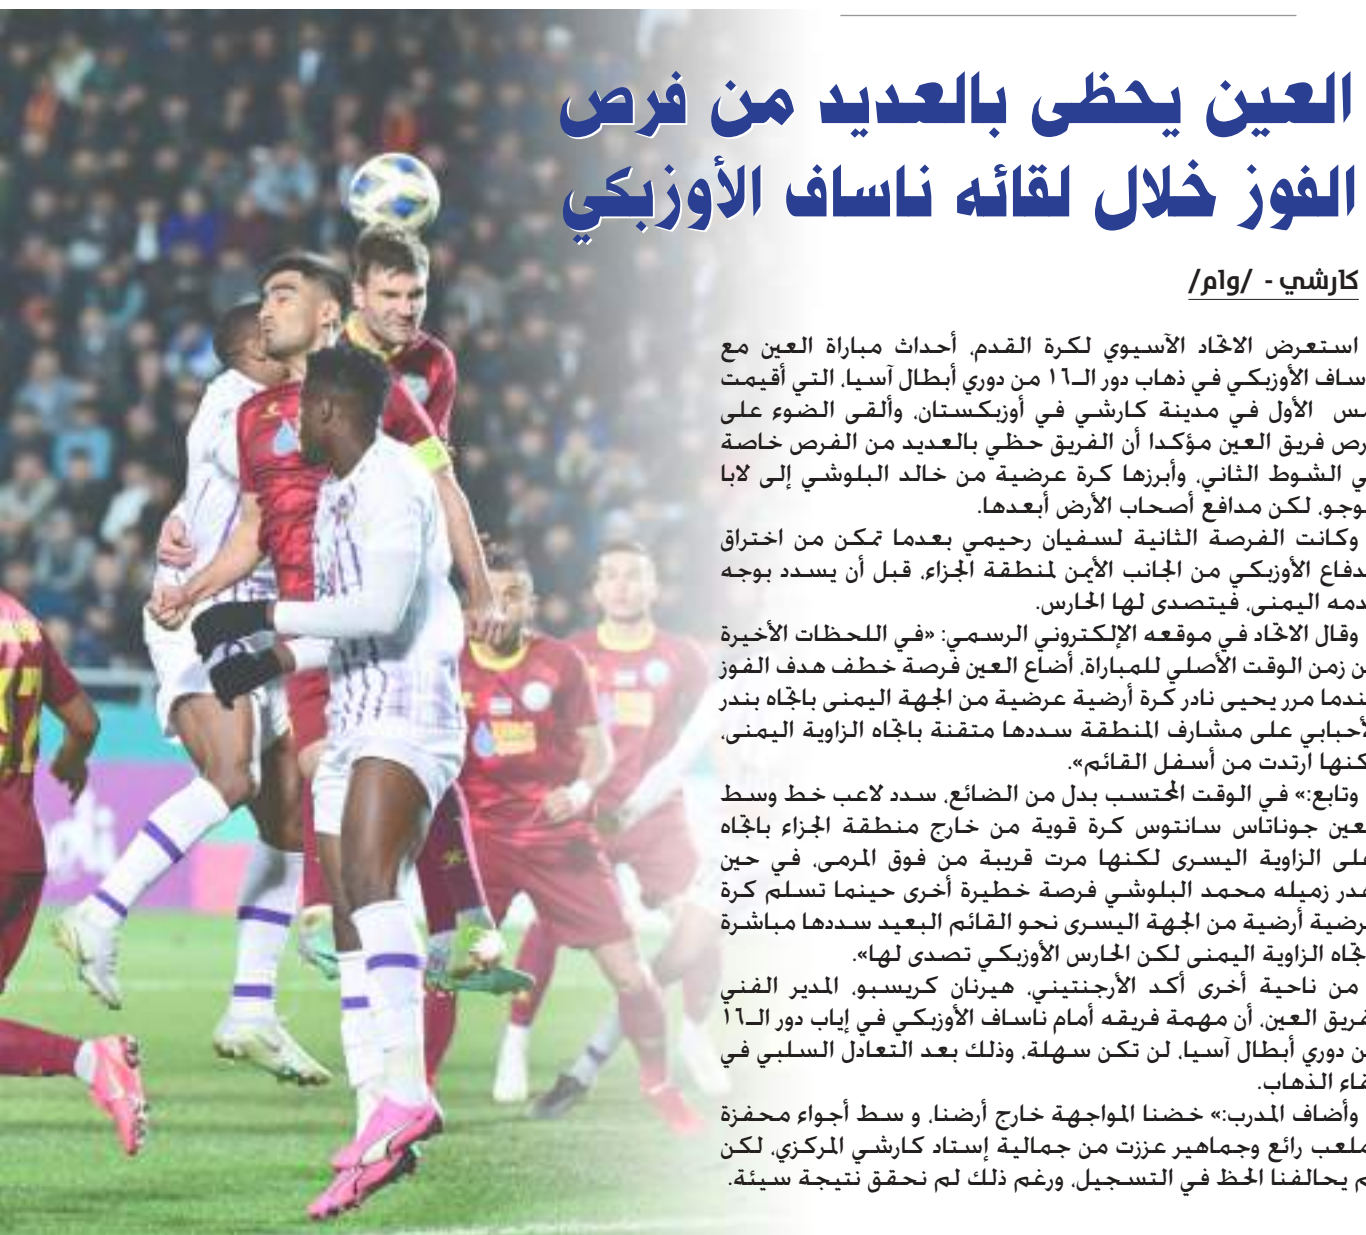 العين يحظى بالعديد من فرص
الفوز خلال لقائه ناساف الأوزبكي
كارشي - /وام/
استعرض الاتحاد الآسيوي لكرة القدم، أحداث مباراة العين مع
ساف الأوزبكي في ذهاب دور الـ١٦ من دوري أبطال آسيا، التي أقيمت
مس الأول في مدينة كارشي في أوزبكستان، وألقى الضوء على
رص فريق العين مؤكدا أن الفريق حظي بالعديد من الفرص خاصة
ي الشوط الثاني، وأبرزها كرة عرضية من خالد البلوشي إلى لابا
وجو، لكن مدافع أصحاب الأرض أبعدها.
وكانت الفرصة الثانية لسفيان رحيمي بعدما تمكن من اختراق
دفاع الأوزبكي من الجانب الأيمن لمنطقة الجزاء، قبل أن يسدد بوجه
دمه اليمنى، فيتصدى لها الحارس.
وقال الاتحاد في موقعه الإلكتروني الرسمي: «في اللحظات الأخيرة
ن زمن الوقت الأصلي للمباراة، أضاع العين فرصة خطف هدف الفوز
ندما مرر يحيى نادر كرة أرضية عرضية من الجهة اليمنى باتجاه بندر
لأحبابي على مشارف المنطقة سددها متقنة باتجاه الزاوية اليمنى،
كنها ارتدت من أسفل القائم».
وتابع:» في الوقت المحتسب بدل من الضائع، سدد لاعب خط وسط
عين جوناتاس سانتوس كرة قوية من خارج منطقة الجزاء باتجاه
على الزاوية اليسرى لكنها مرت قريبة من فوق المرمى، في حين
هدر زميله محمد البلوشي فرصة خطيرة أخرى حينما تسلم كرة
رضية أرضية من الجهة اليسرى نحو القائم البعيد سددها مباشرة
تجاه الزاوية اليمنى لكن الحارس الأوزبكي تصدى لها».
من ناحية أخرى أكد الأرجنتيني، هيرنان كريسبو، المدير الفني
فريق العين، أن مهمة فريقه أمام ناساف الأوزبكي في إياب دور الـ١٦
ن دوري أبطال آسيا، لن تكن سهلة، وذلك بعد التعادل السلبي في
قاء الذهاب.
وأضاف المدرب:» خضنا المواجهة خارج أرضنا، و سط أجواء محفزة
ملعب رائع وجماهير عززت من جمالية إستاد كارشي المركزي، لكن
م يحالفنا الحظ في التسجيل، ورغم ذلك لم نحقق نتيجة سيئة.